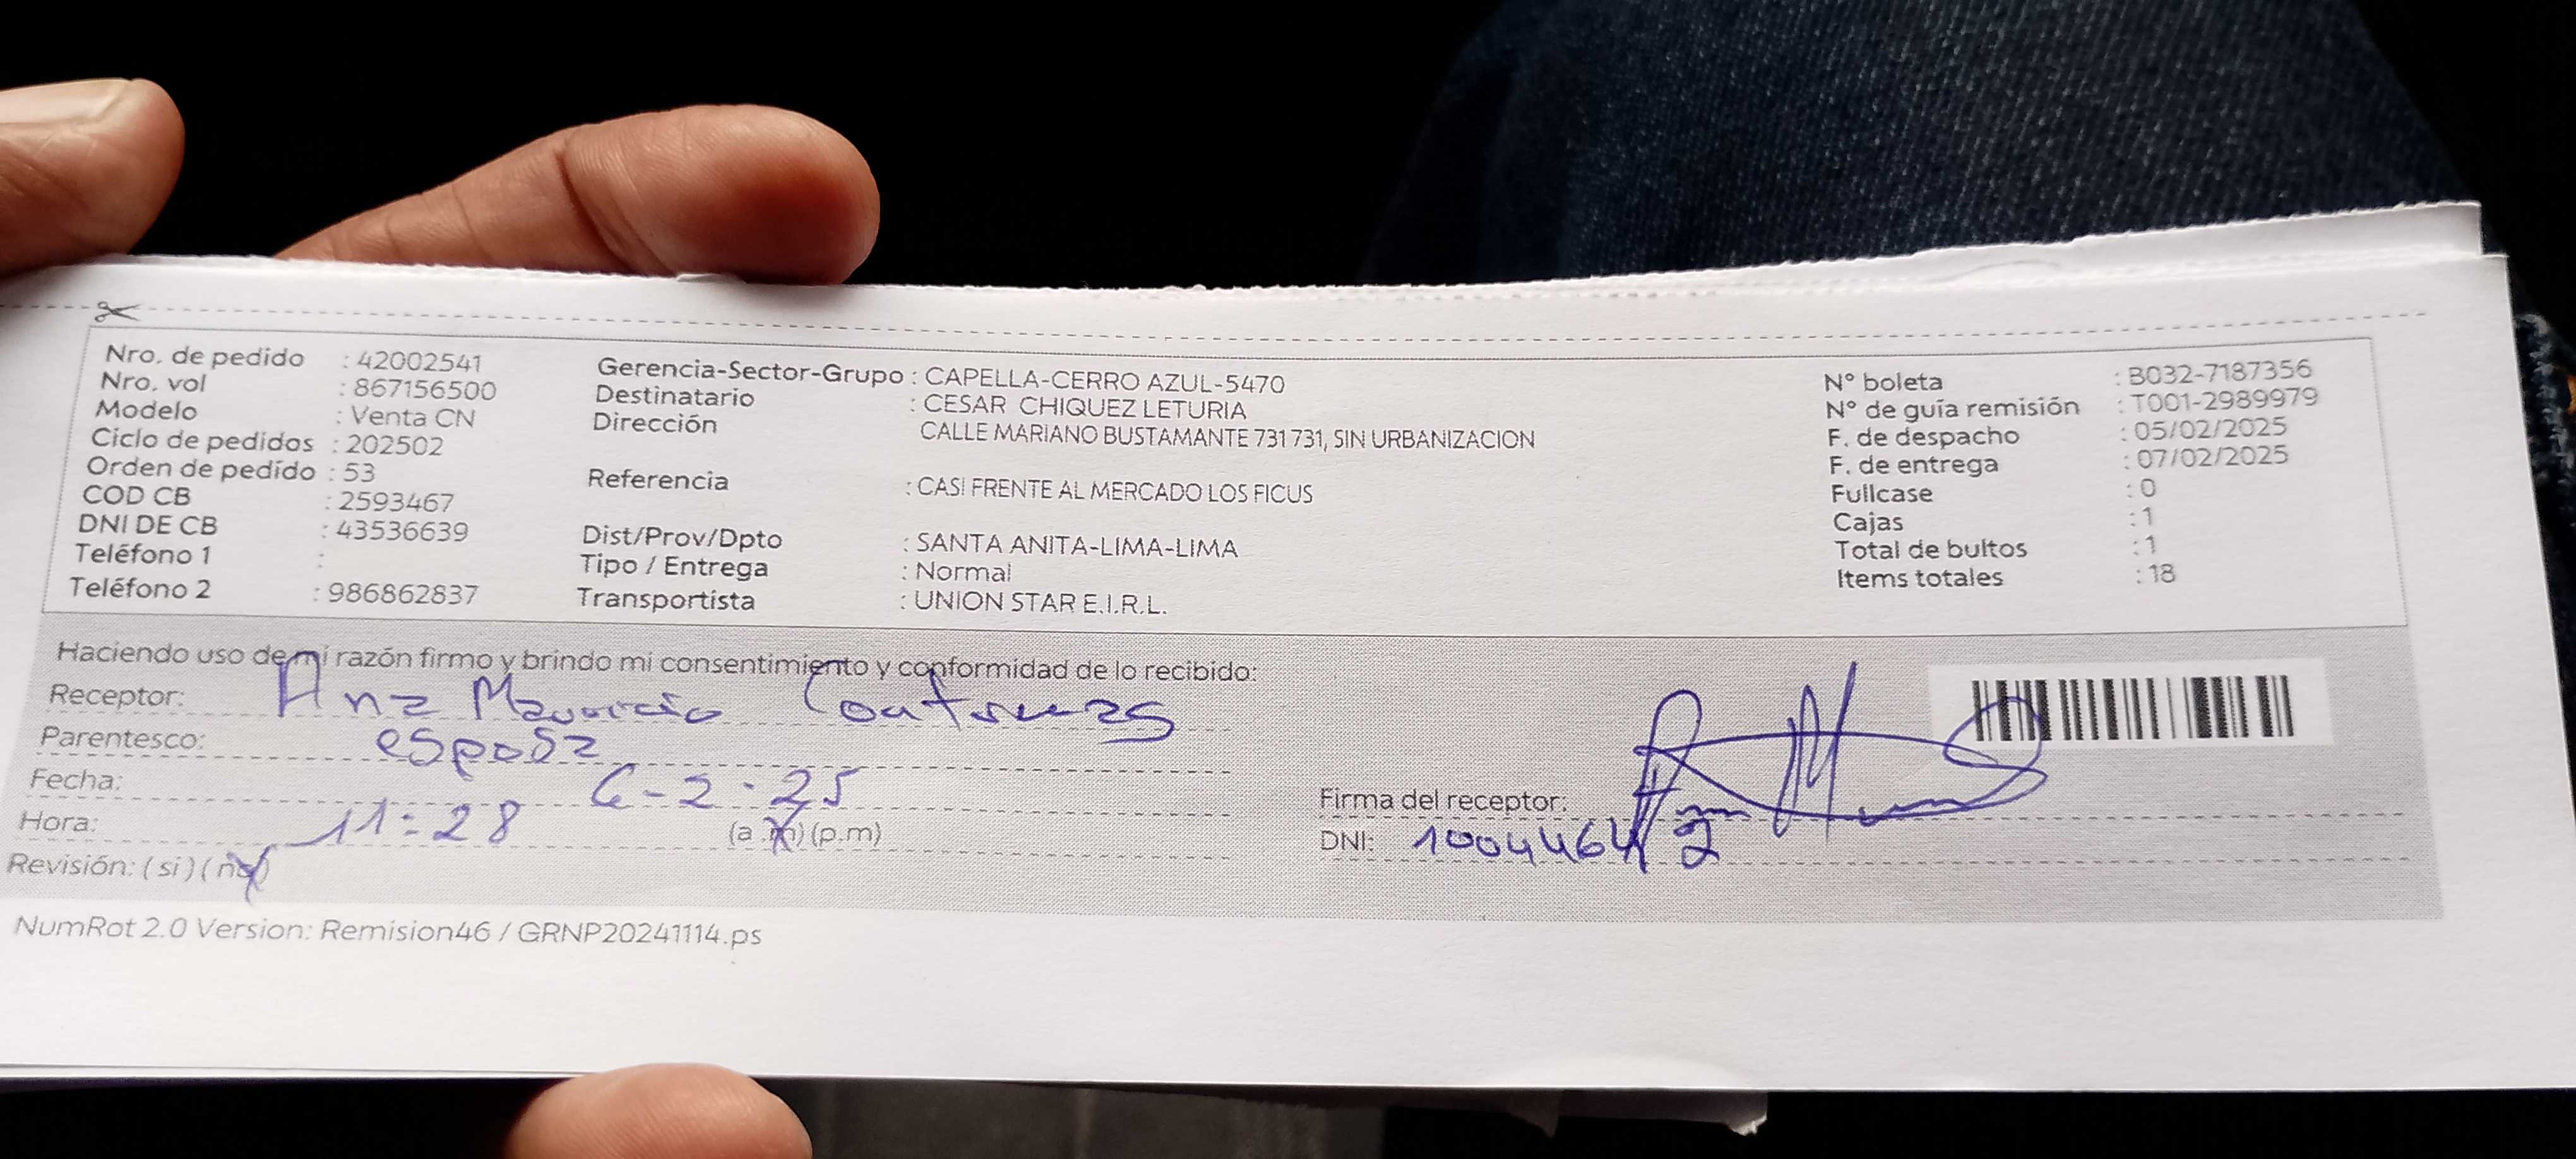 Nro. de pedido : 42002541
Nro. vol : 867156500
Modelo : Venta CN
Ciclo de pedidos : 202502
Orden de pedido : 53
COD CB : 2593467
DNI DE CB : 43536639
Teléfono 1 :
Teléfono 2 : 986862837
Gerencia-Sector-Grupo : CAPELLA-CERRO AZUL-5470
Destinatario : CESAR CHIQUEZ LETURIA
Dirección CALLE MARIANO BUSTAMANTE 731 731, SIN URBANIZACION
Referencia : CASI FRENTE AL MERCADO LOS FICUS
Dist/Prov/Dpto : SANTA ANITA-LIMA-LIMA
Tipo / Entrega : Normal
Transportista : UNION STAR E.I.R.L.
N° boleta : B032-7187356
N° de guía remisión : T001-2989979
F. de despacho : 05/02/2025
F. de entrega : 07/02/2025
Fullcase : 0
Cajas : 1
Total de bultos : 1
Items totales : 18
Haciendo uso de mi razón firmo y brindo mi consentimiento y conformidad de lo recibido:
Receptor: Ana Mauricio Contreras
Parentesco: esposa
Fecha: 6-2-25
Hora: 11:28 (a.m) (p.m)
Revisión: (si) (no)
Firma del receptor:
DNI: 10044642
NumRot 2.0 Version: Remision46 / GRNP20241114.ps